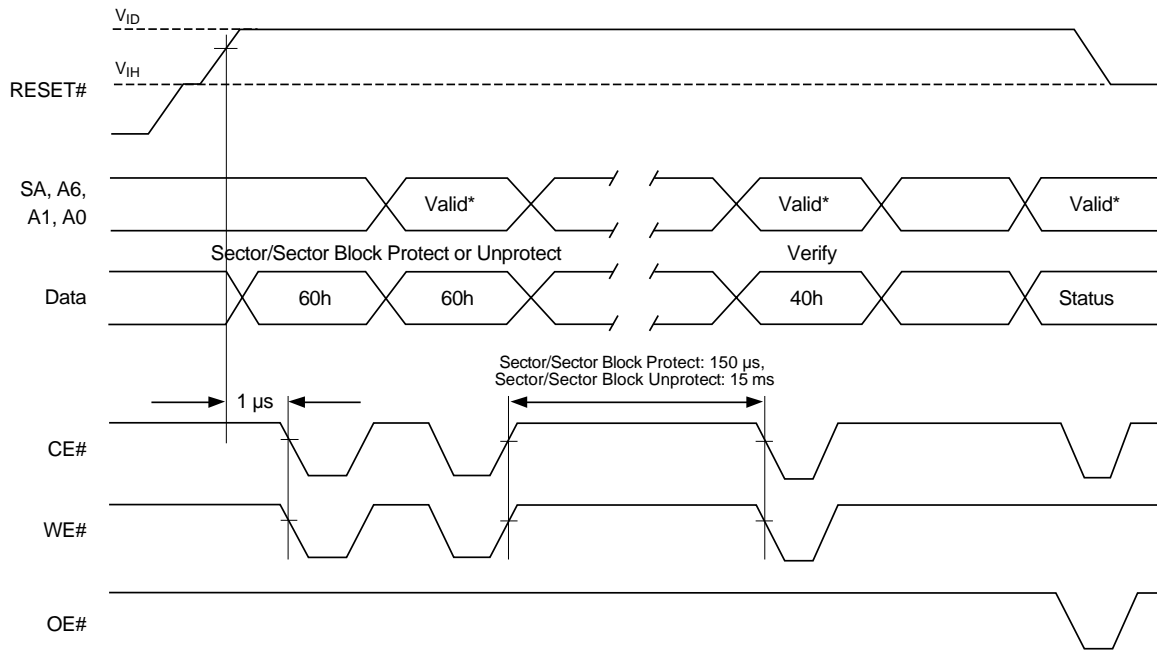 VID
VIH
RESET#
SA, A6,
A1, A0
Valid*
Valid*
Valid*
Sector/Sector Block Protect or Unprotect
Verify
Data
60h
60h
40h
Status
Sector/Sector Block Protect: 150 µs,
Sector/Sector Block Unprotect: 15 ms
1 µs
CE#
WE#
OE#